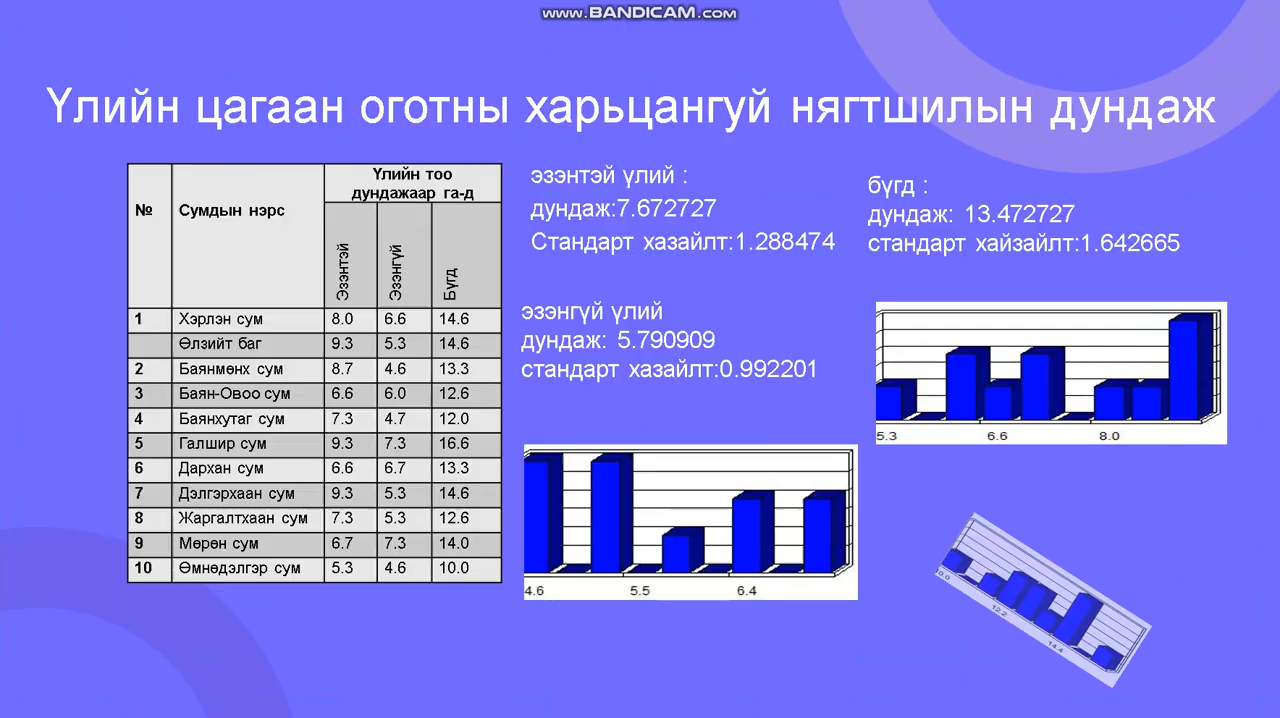 www.BANDICAM.com
Үлийн цагаан оготны харьцангуй нягтшилын дундаж
№ Сумдын нэрс Үлийн тоо дундажаар га-д
Эзэнтэй Эзэнгүй Бүгд
1 Хэрлэн сум 8.0 6.6 14.6
Өлзийт баг 9.3 5.3 14.6
2 Баянмөнх сум 8.7 4.6 13.3
3 Баян-Овоо сум 6.6 6.0 12.6
4 Баянхутаг сум 7.3 4.7 12.0
5 Галшир сум 9.3 7.3 16.6
6 Дархан сум 6.6 6.7 13.3
7 Дэлгэрхаан сум 9.3 5.3 14.6
8 Жаргалтхаан сум 7.3 5.3 12.6
9 Мөрөн сум 6.7 7.3 14.0
10 Өмнөдэлгэр сум 5.3 4.6 10.0
эзэнтэй үлий :
дундаж:7.672727
Стандарт хазайлт:1.288474
бүгд :
дундаж: 13.472727
стандарт хайзайлт:1.642665
эзэнгүй үлий
дундаж: 5.790909
стандарт хазайлт:0.992201
5.3 6.6 8.0
4.6 5.5 6.4
0.0 12.2 14.4